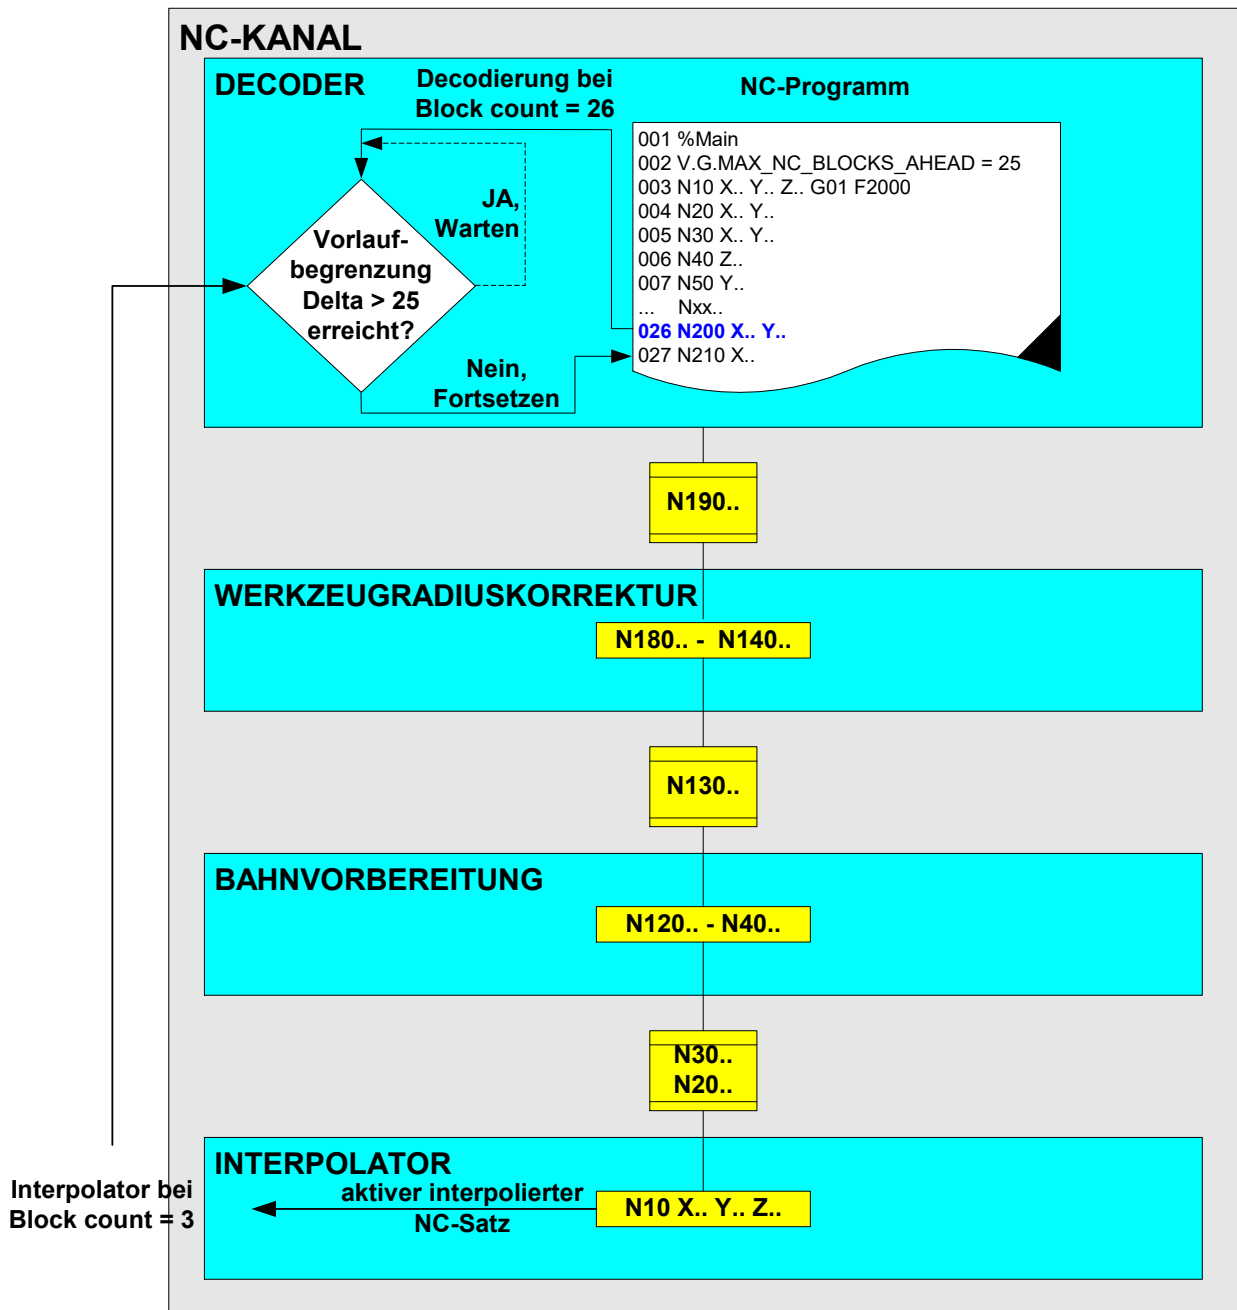 NC-KANAL
DECODER
Decodierung bei
Block count = 26
NC-Programm
001 %Main
002 V.G.MAX_NC_BLOCKS_AHEAD = 25
003 N10 X.. Y.. Z.. G01 F2000
004 N20 X.. Y..
005 N30 X.. Y..
006 N40 Z..
007 N50 Y..
... Nxx..
026 N200 X.. Y..
027 N210 X..
JA,
Warten
Vorlauf-
begrenzung
Delta > 25
erreicht?
Nein,
Fortsetzen
N190..
WERKZEUGRADIUSKORREKTUR
N180.. - N140..
N130..
BAHNVORBEREITUNG
N120.. - N40..
N30..
N20..
INTERPOLATOR
Interpolator bei
Block count = 3
aktiver interpolierter
NC-Satz
N10 X.. Y.. Z..